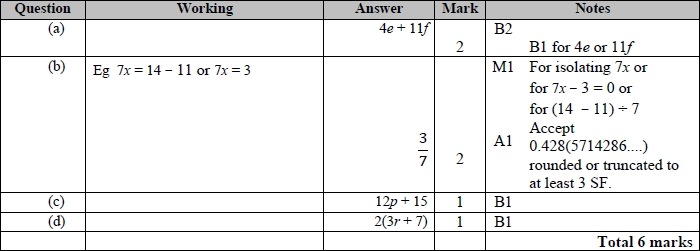 Question Working Answer Mark Notes
(a) 4e + 11f 2 B2
B1 for 4e or 11f
(b) Eg 7x = 14 – 11 or 7x = 3 M1 For isolating 7x or
for 7x – 3 = 0 or
for (14 – 11) ÷ 7
3/7 2 A1 Accept
0.428(5714286....)
rounded or truncated to
at least 3 SF.
(c) 12p + 15 1 B1
(d) 2(3r + 7) 1 B1
Total 6 marks